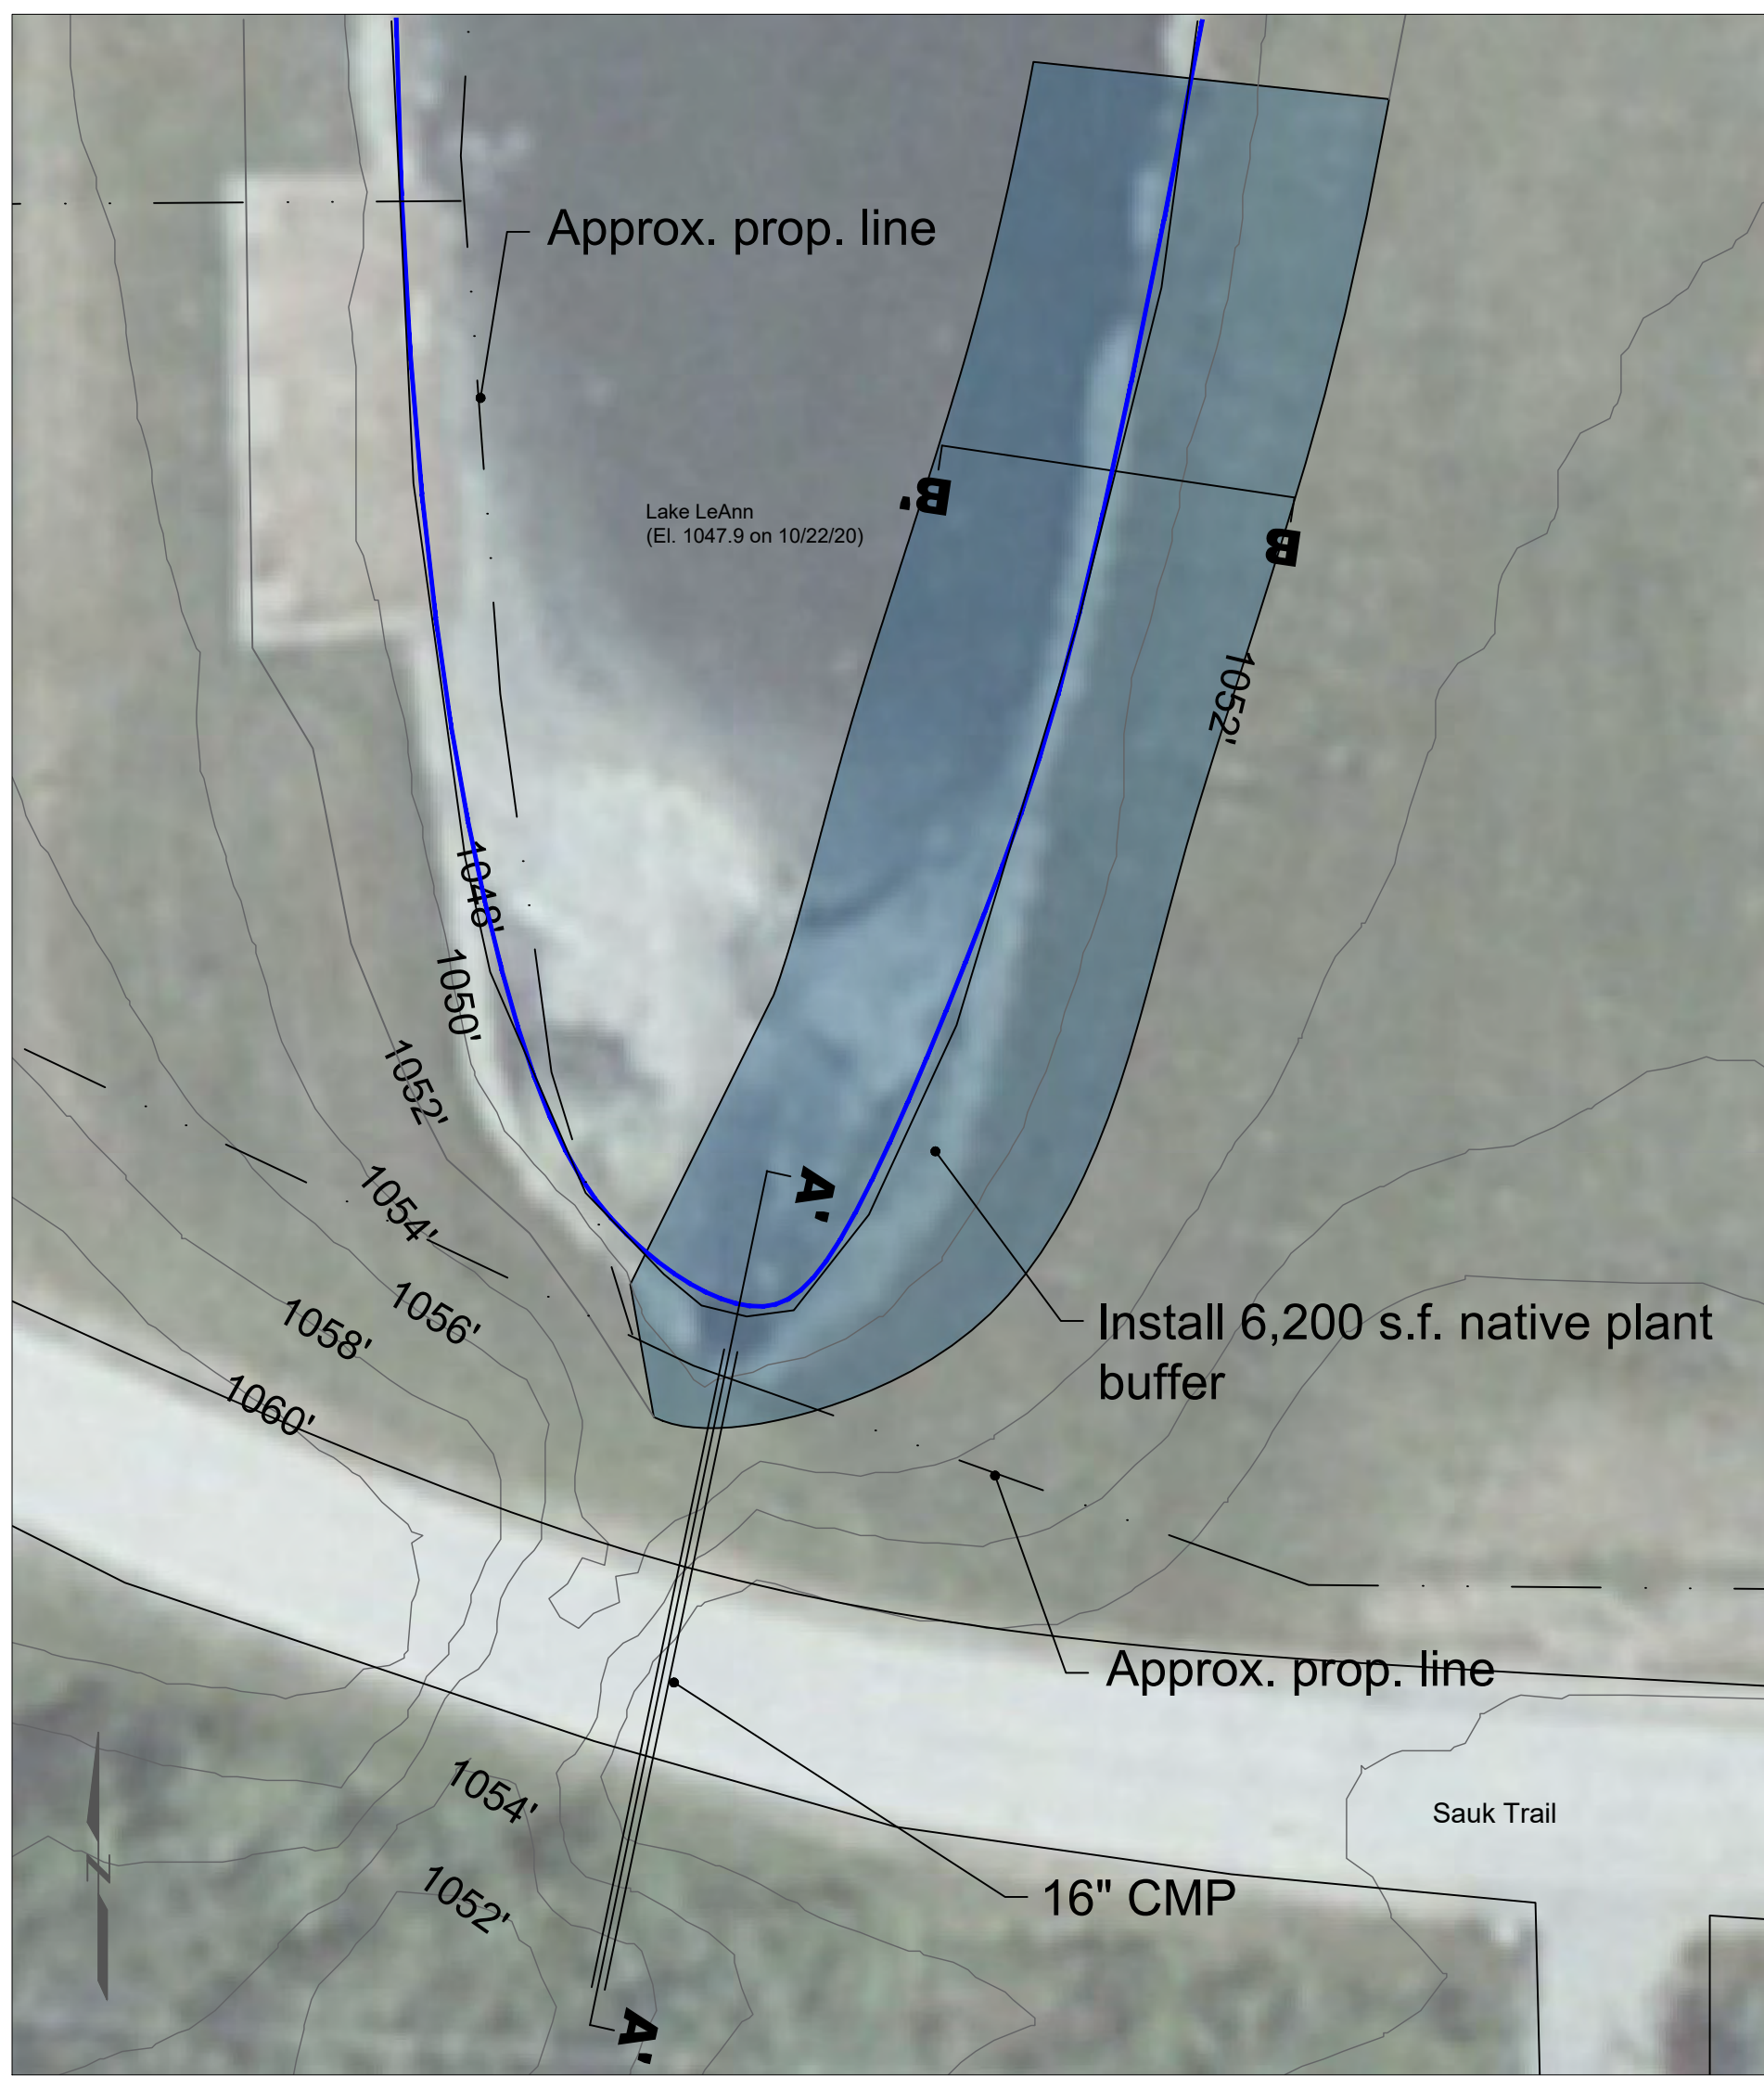 Approx. prop. line
Lake LeAnn
(El. 1047.9 on 10/22/20)
B'
B
1052'
1048'
1050'
1052'
1054'
1056'
1058'
1060'
A'
Install 6,200 s.f. native plant
buffer
Approx. prop. line
Sauk Trail
1054'
1052'
16" CMP
N
A'